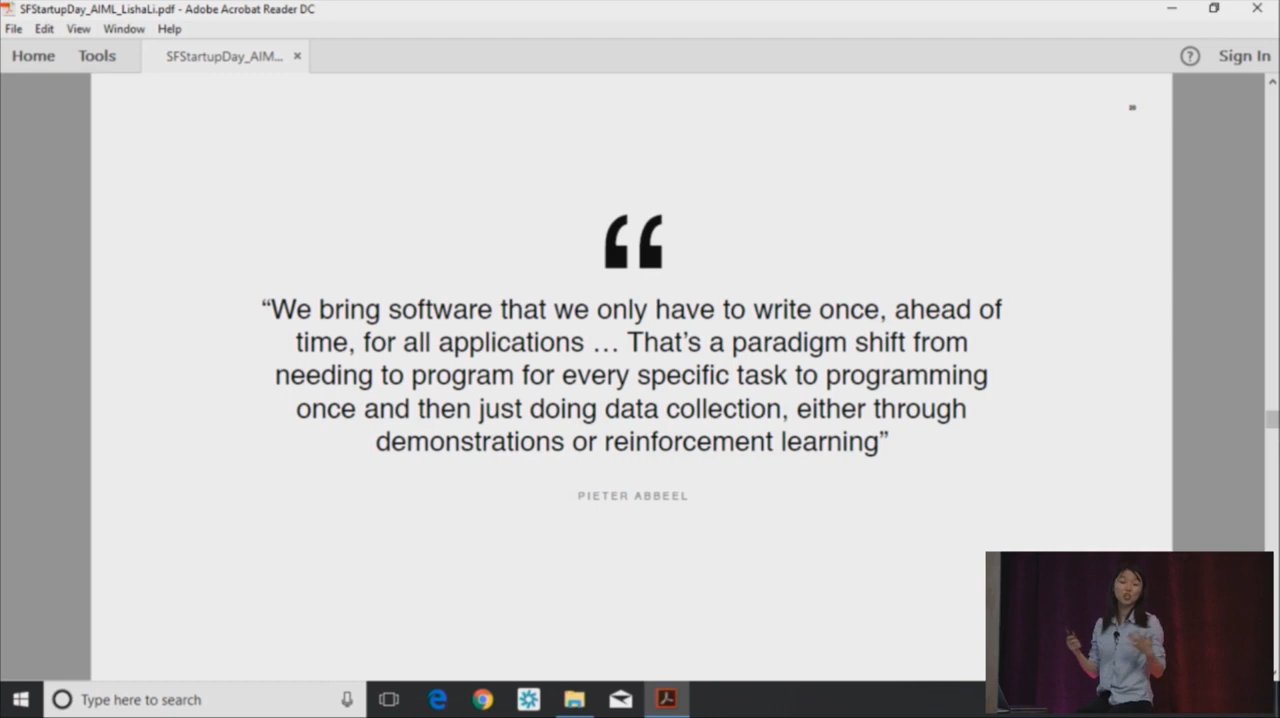 SFStartupDay_AIML_LishaLi.pdf - Adobe Acrobat Reader DC
File Edit View Window Help
Home Tools SFStartupDay_AIM... × ? Sign In
“
“We bring software that we only have to write once, ahead of
time, for all applications … That’s a paradigm shift from
needing to program for every specific task to programming
once and then just doing data collection, either through
demonstrations or reinforcement learning”
PIETER ABBEEL
Type here to search